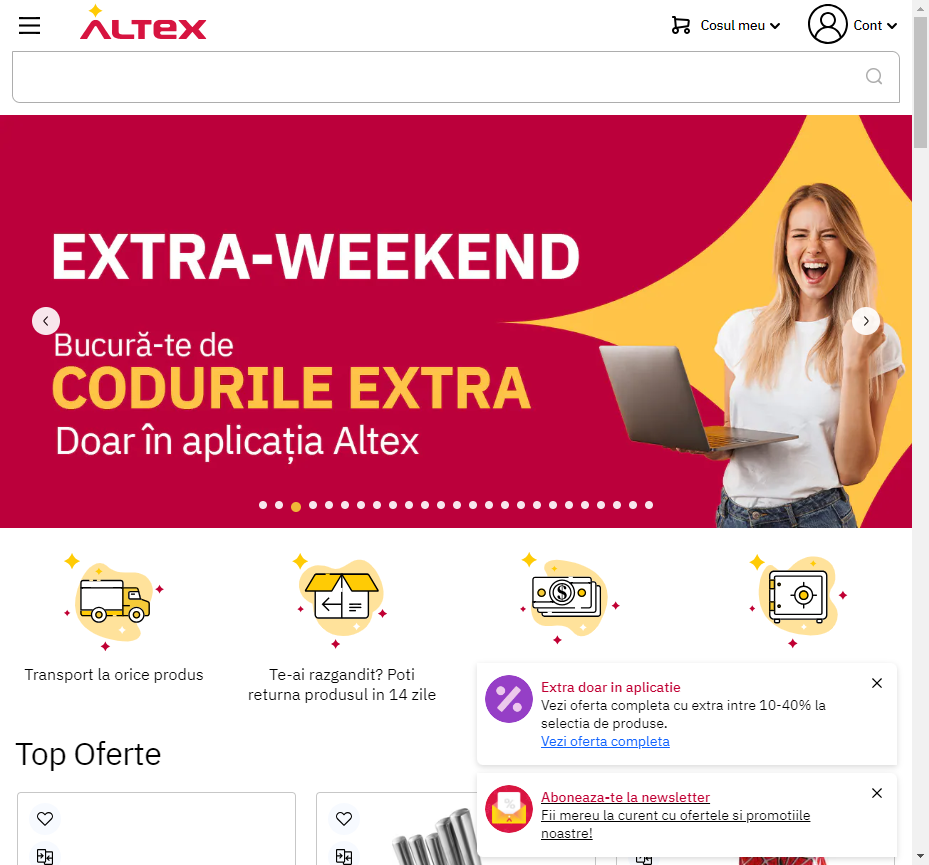 ALTEX
Cosul meu
Cont
EXTRA-WEEKEND
Bucură-te de
CODURILE EXTRA
Doar în aplicația Altex
Transport la orice produs
Te-ai razgandit? Poti
returna produsul in 14 zile
Extra doar in aplicatie
Vezi oferta completa cu extra intre 10-40% la
selectia de produse.
Vezi oferta completa
Top Oferte
Aboneaza-te la newsletter
Fii mereu la curent cu ofertele si promotiile
noastre!